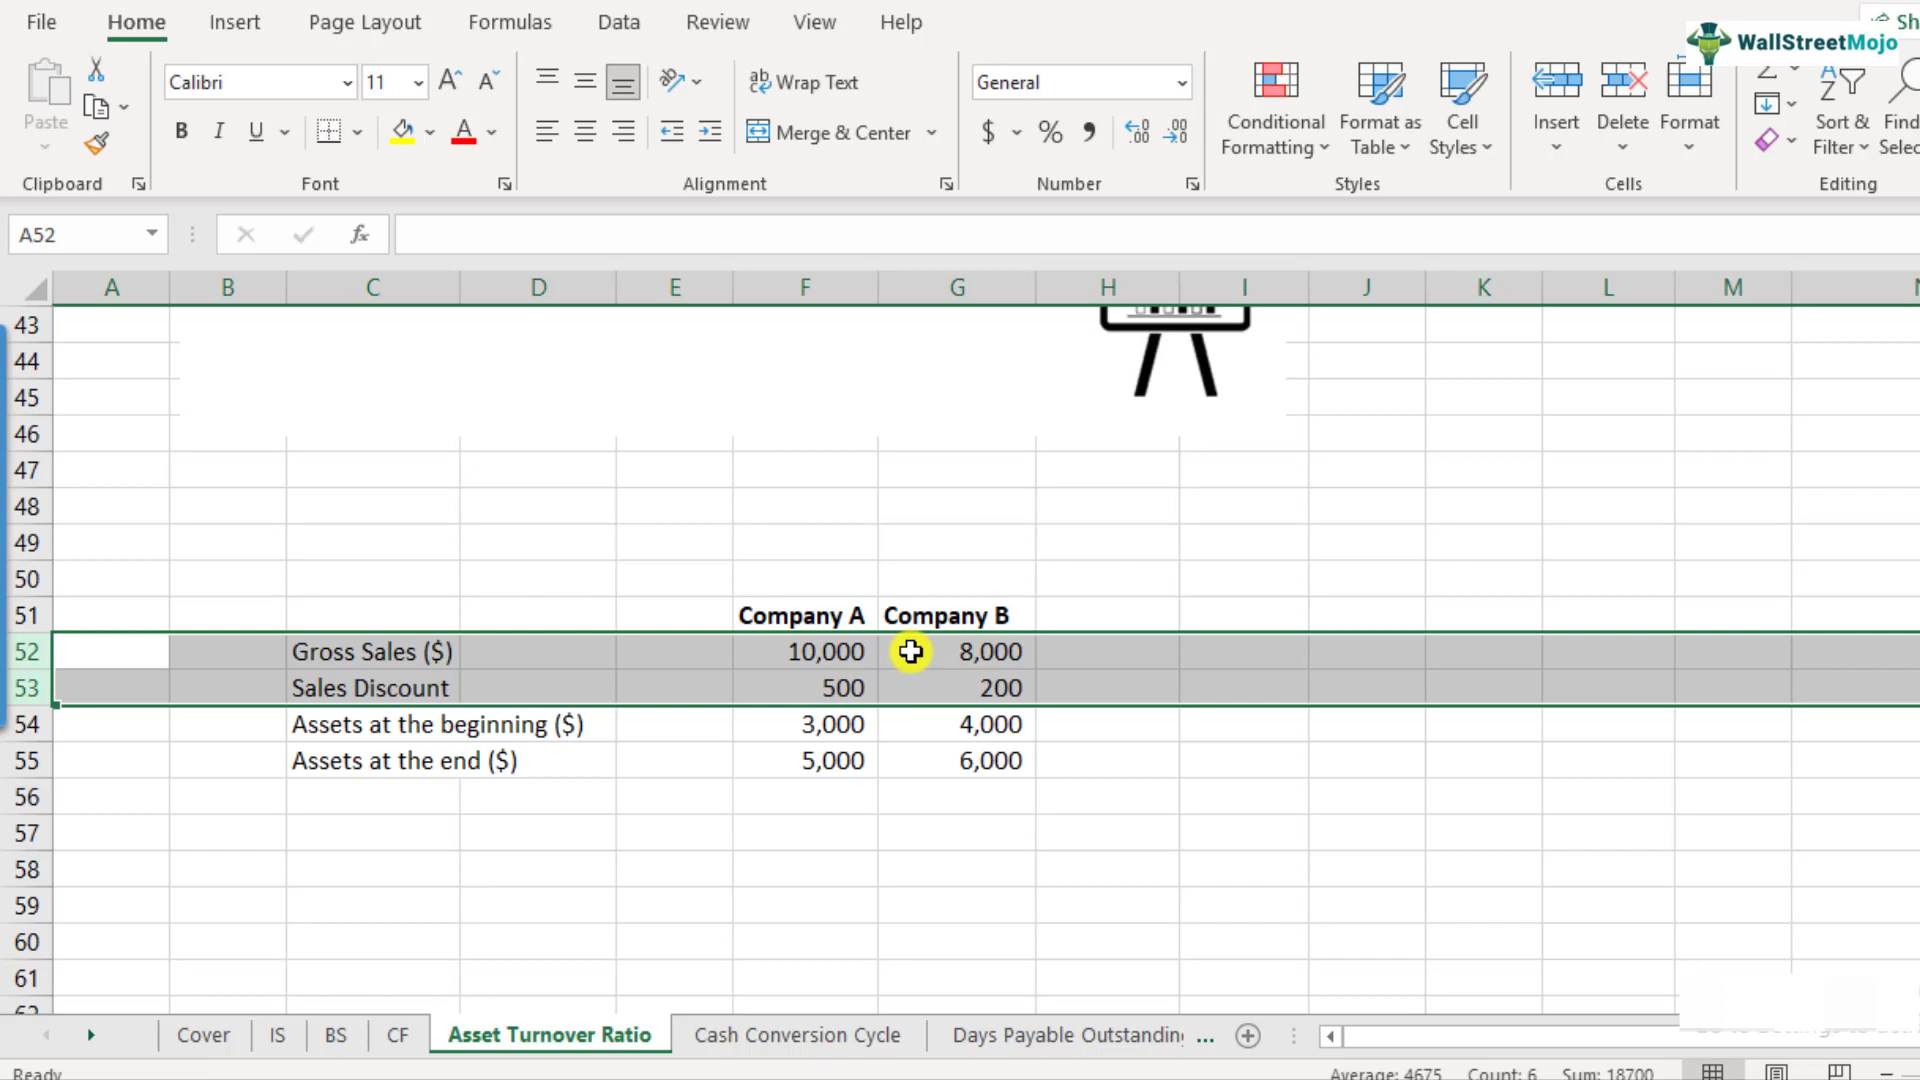 File Home Insert Page Layout Formulas Data Review View Help Sh
WallStreetMojo
Calibri 11 Wrap Text General
Paste B I U Merge & Center $ % Conditional Formatting Format as Table Cell Styles Insert Delete Format Sort & Filter Find Selec
Clipboard Font Alignment Number Styles Cells Editing
A52 fx
A B C D E F G H I J K L M
43
44
45
46
47
48
49
50
51 Company A Company B
52 Gross Sales ($) 10,000 8,000
53 Sales Discount 500 200
54 Assets at the beginning ($) 3,000 4,000
55 Assets at the end ($) 5,000 6,000
56
57
58
59
60
61
Cover IS BS CF Asset Turnover Ratio Cash Conversion Cycle Days Payable Outstanding ...
Ready Average: 4675 Count: 6 Sum: 18700